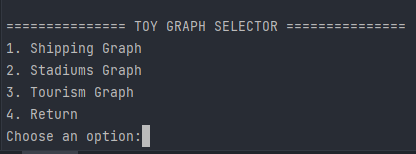 =============== TOY GRAPH SELECTOR ===============
1. Shipping Graph
2. Stadiums Graph
3. Tourism Graph
4. Return
Choose an option: